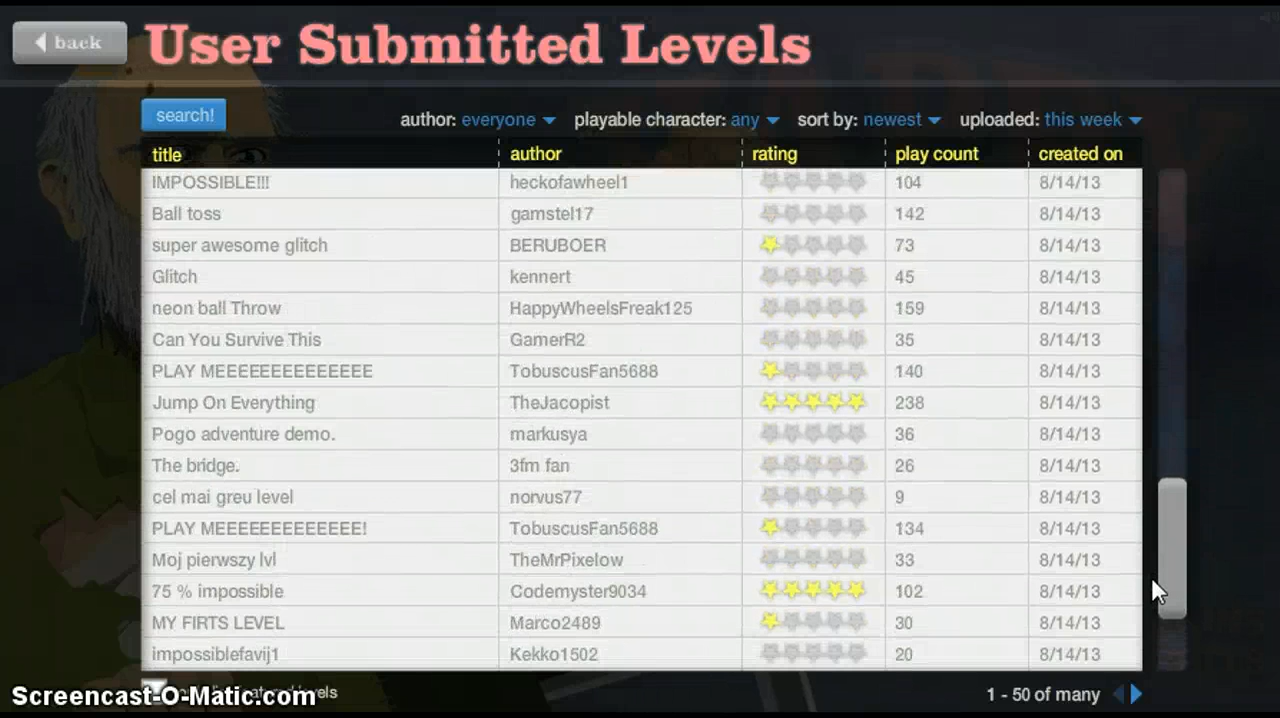 back
User Submitted Levels
search!
author: everyone playable character: any sort by: newest uploaded: this week
title author rating play count created on
IMPOSSIBLE!!! heckofawheel1 104 8/14/13
Ball toss gamstel17 142 8/14/13
super awesome glitch BERUBOER 73 8/14/13
Glitch kennert 45 8/14/13
neon ball Throw HappyWheelsFreak125 159 8/14/13
Can You Survive This GamerR2 35 8/14/13
PLAY MEEEEEEEEEEEEEE TobuscusFan5688 140 8/14/13
Jump On Everything TheJacopist 238 8/14/13
Pogo adventure demo. markusya 36 8/14/13
The bridge. 3fm fan 26 8/14/13
cel mai greu level norvus77 9 8/14/13
PLAY MEEEEEEEEEEEEE! TobuscusFan5688 134 8/14/13
Moj pierwszy lvl TheMrPixelow 33 8/14/13
75 % impossible Codemyster9034 102 8/14/13
MY FIRTS LEVEL Marco2489 30 8/14/13
impossiblefavij1 Kekko1502 20 8/14/13
levels 1 - 50 of many
Screencast-O-Matic.com